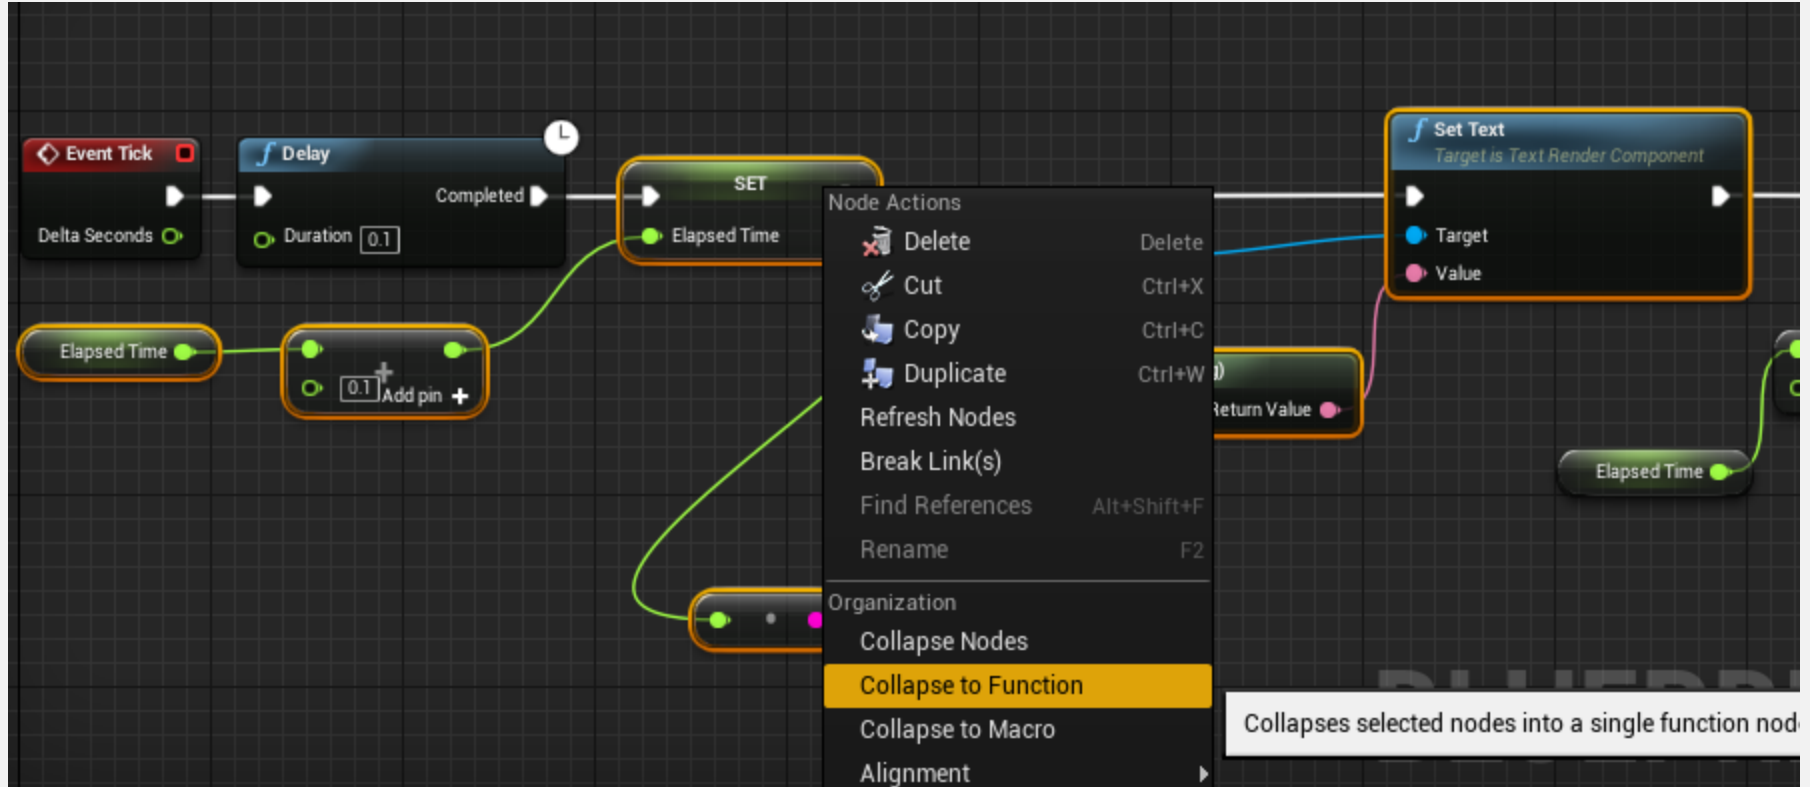 Event Tick
Delta Seconds
Delay
Completed
Duration 0.1
SET
Elapsed Time
Elapsed Time
0.1
Add pin
Node Actions
Delete Delete
Cut Ctrl+X
Copy Ctrl+C
Duplicate Ctrl+W
Refresh Nodes
Break Link(s)
Find References Alt+Shift+F
Rename F2
Organization
Collapse Nodes
Collapse to Function
Collapse to Macro
Alignment
Set Text
Target is Text Render Component
Target
Value
Return Value
Elapsed Time
Collapses selected nodes into a single function